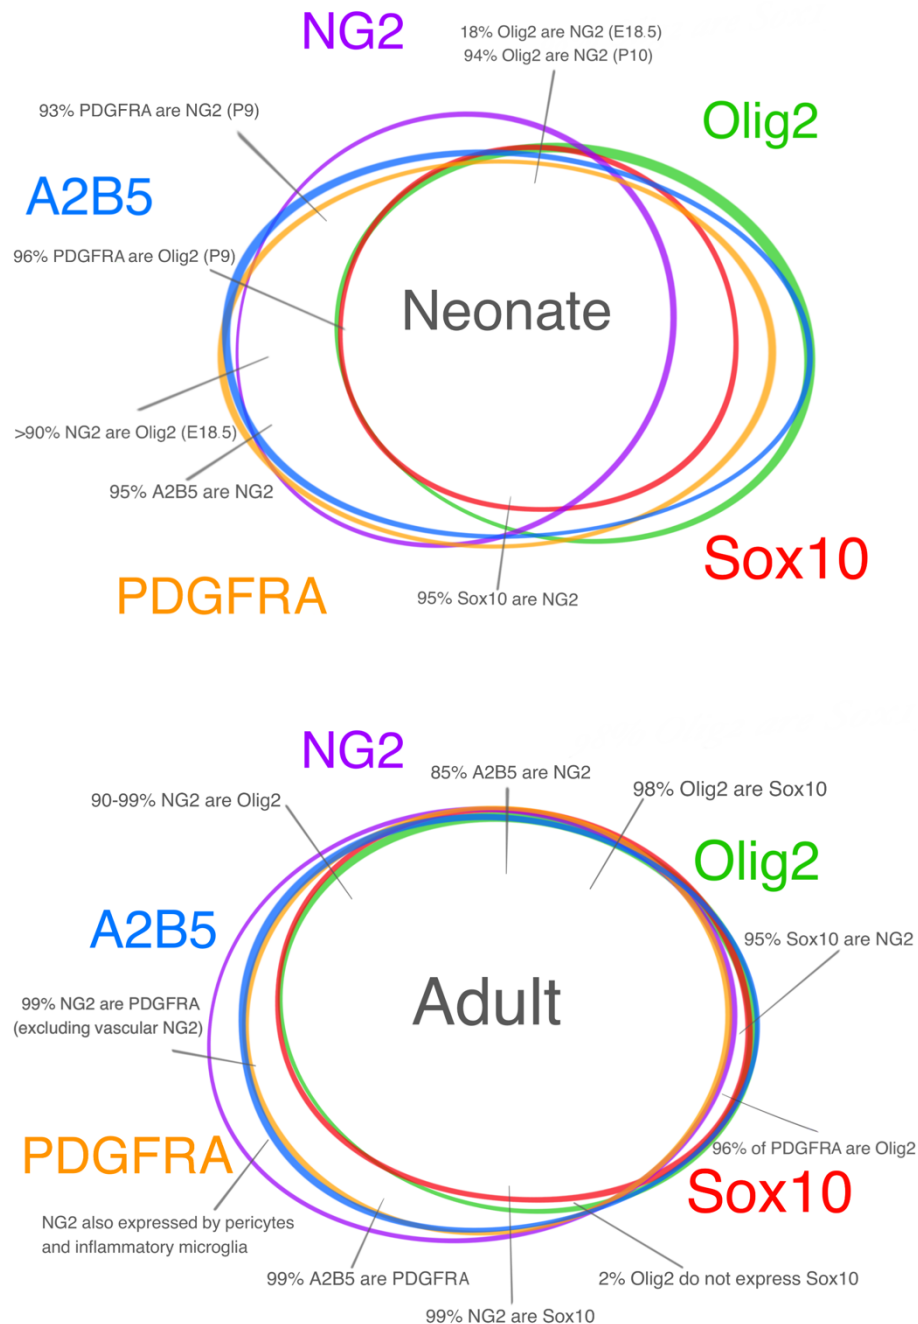 NG2
18% Olig2 are NG2 (E18.5)
94% Olig2 are NG2 (P10)
93% PDGFRA are NG2 (P9)
Olig2
A2B5
96% PDGFRA are Olig2 (P9)
Neonate
>90% NG2 are Olig2 (E18.5)
95% A2B5 are NG2
Sox10
PDGFRA
95% Sox10 are NG2
NG2
85% A2B5 are NG2
98% Olig2 are Sox10
90-99% NG2 are Olig2
Olig2
A2B5
95% Sox10 are NG2
99% NG2 are PDGFRA
(excluding vascular NG2)
Adult
96% of PDGFRA are Olig2
PDGFRA
Sox10
NG2 also expressed by pericytes
and inflammatory microglia
99% A2B5 are PDGFRA
2% Olig2 do not express Sox10
99% NG2 are Sox10